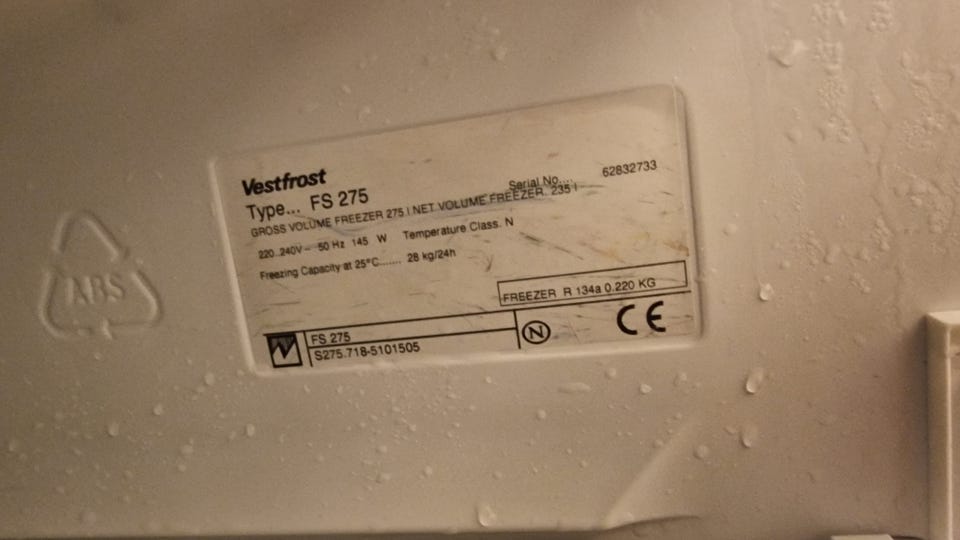 Vestfrost
Type... FS 275
Serial No.... 62832733
GROSS VOLUME FREEZER 275 l NET VOLUME FREEZER. 235 l
220..240V~ 50 Hz 145 W Temperature Class. N
Freezing Capacity at 25°C....... 28 kg/24h
FREEZER R 134a 0.220 KG
FS 275
S275.718-5101505
N
CE
ABS